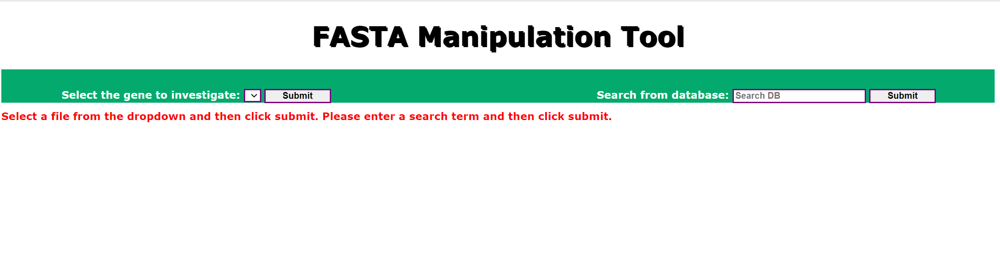 FASTA Manipulation Tool
Select the gene to investigate: Submit Search from database: Search DB Submit
Select a file from the dropdown and then click submit. Please enter a search term and then click submit.